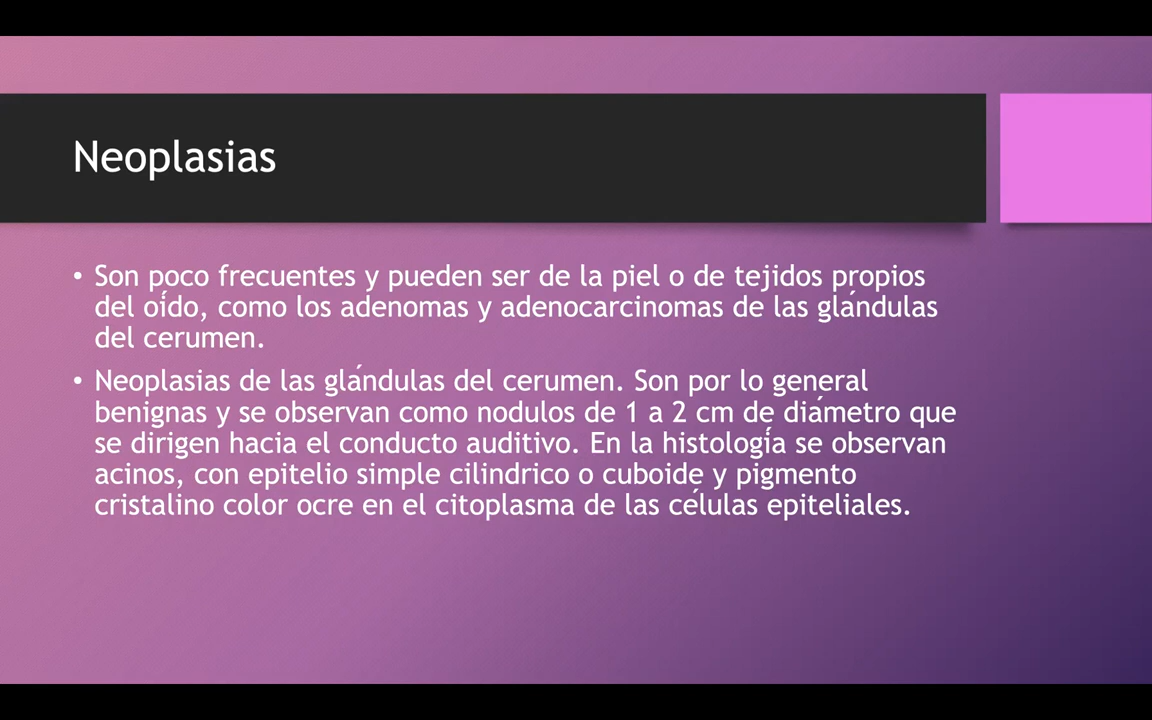 Neoplasias
• Son poco frecuentes y pueden ser de la piel o de tejidos propios
del oído, como los adenomas y adenocarcinomas de las glándulas
del cerumen.
• Neoplasias de las glándulas del cerumen. Son por lo general
benignas y se observan como nodulos de 1 a 2 cm de diámetro que
se dirigen hacia el conducto auditivo. En la histología se observan
acinos, con epitelio simple cilindrico o cuboide y pigmento
cristalino color ocre en el citoplasma de las células epiteliales.